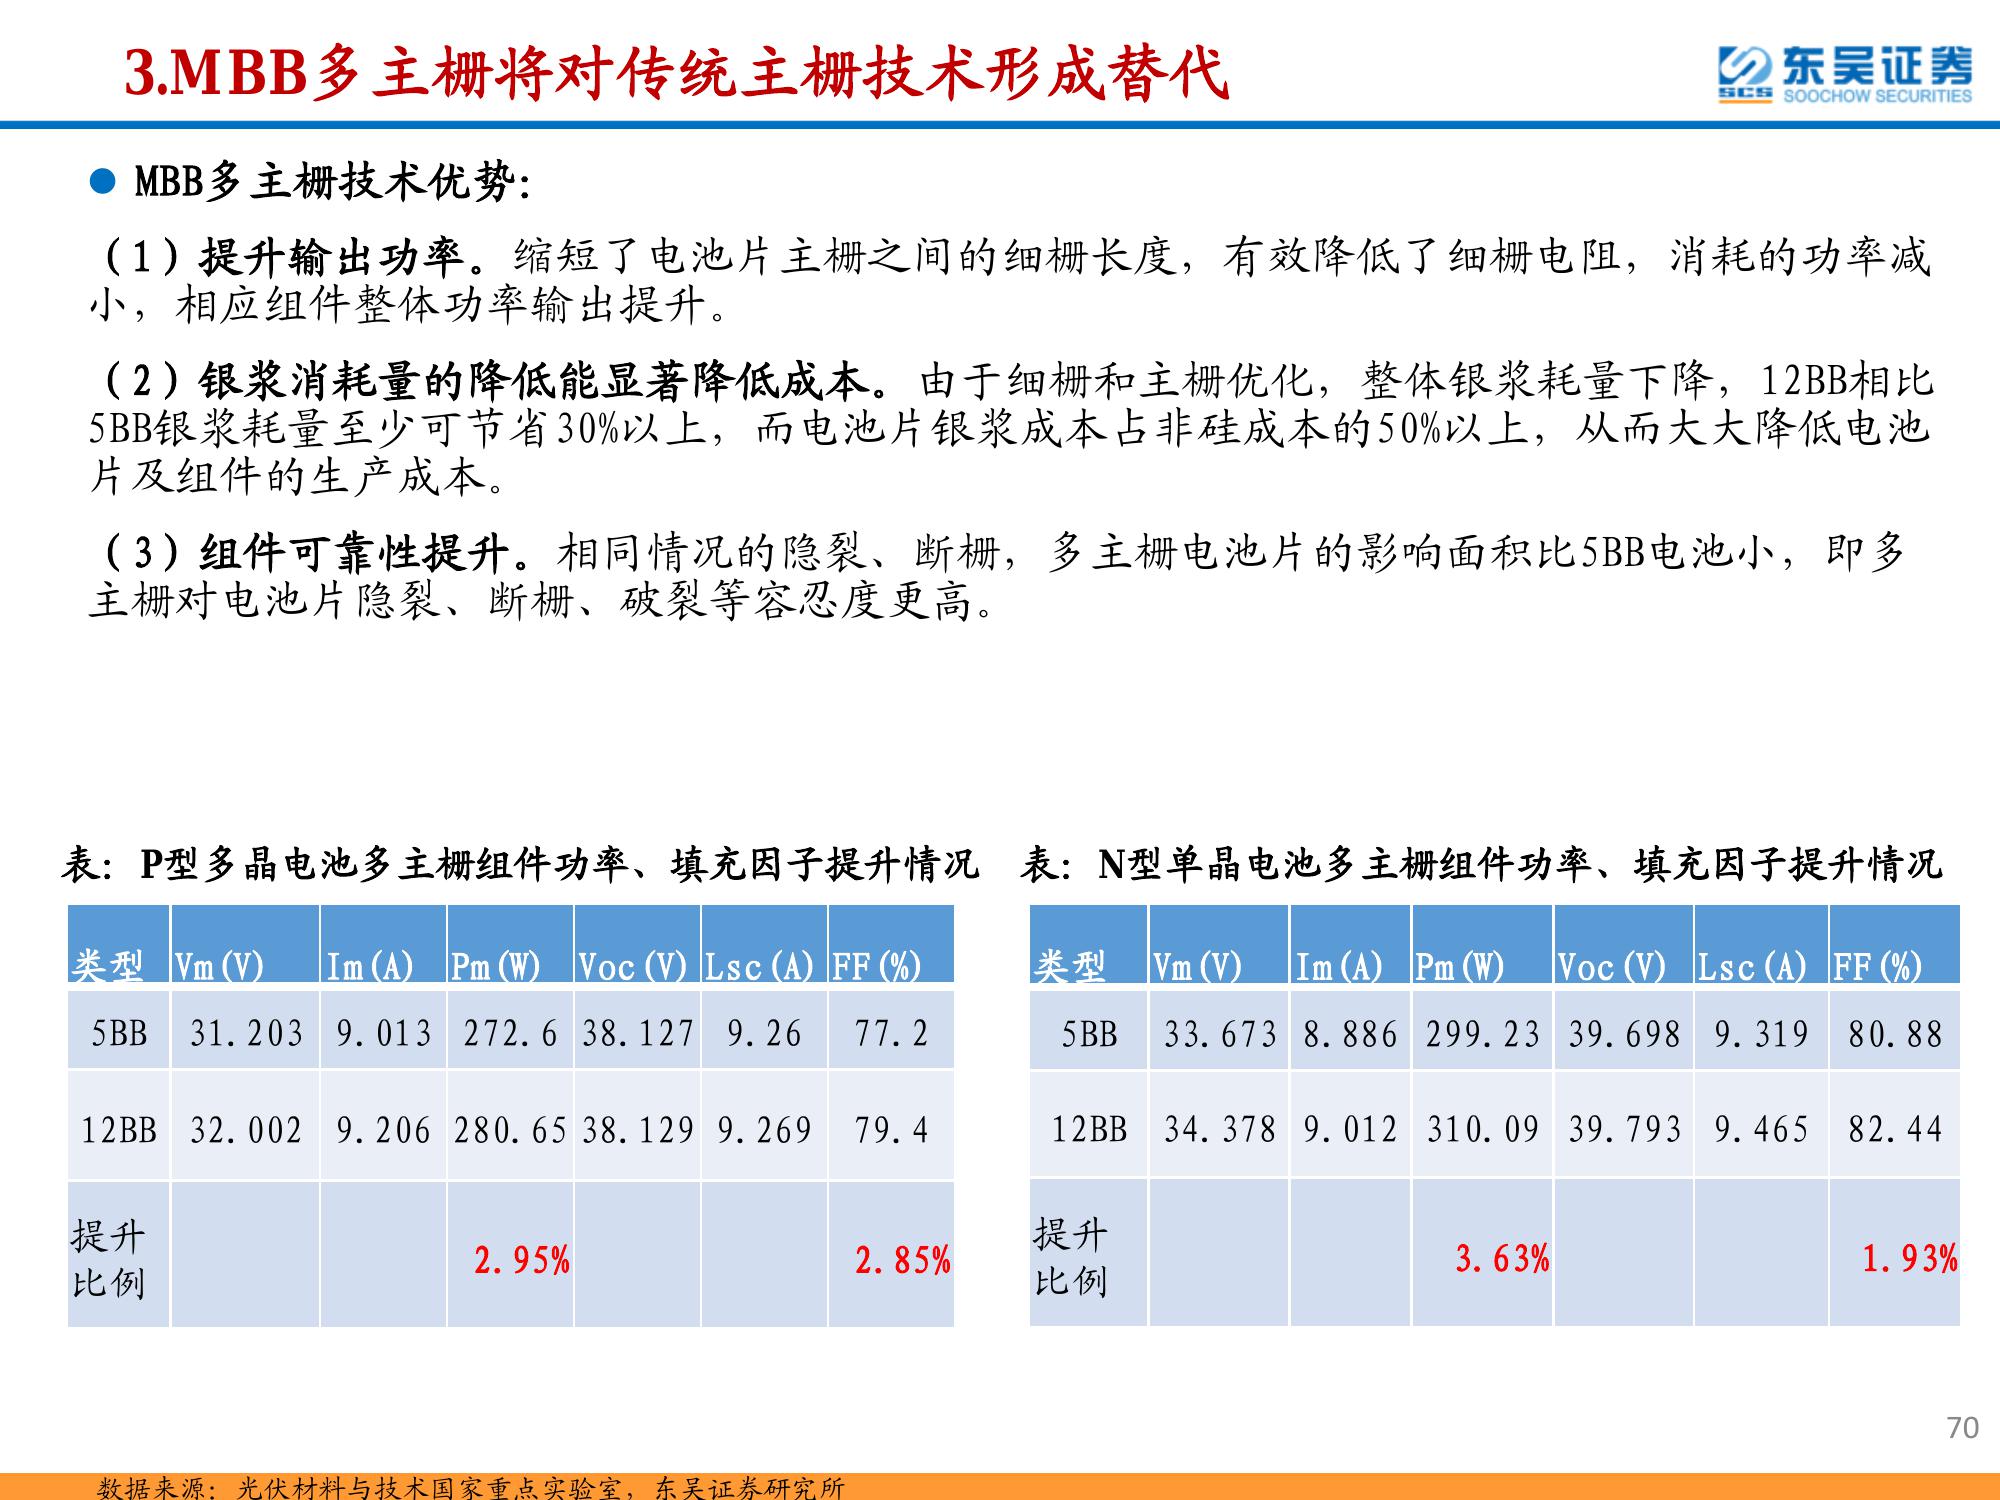 3.MBB多主栅将对传统主栅技术形成替代
东吴证券
SCS SOOCHOW SECURITIES
MBB多主栅技术优势：
（1）提升输出功率。缩短了电池片主栅之间的细栅长度，有效降低了细栅电阻，消耗的功率减
小，相应组件整体功率输出提升。
（2）银浆消耗量的降低能显著降低成本。由于细栅和主栅优化，整体银浆耗量下降，12BB相比
5BB银浆耗量至少可节省30%以上，而电池片银浆成本占非硅成本的50%以上，从而大大降低电池
片及组件的生产成本。
（3）组件可靠性提升。相同情况的隐裂、断栅，多主栅电池片的影响面积比5BB电池小，即多
主栅对电池片隐裂、断栅、破裂等容忍度更高。
表：P型多晶电池多主栅组件功率、填充因子提升情况
类型 Vm(V) Im(A) Pm(W) Voc(V) Lsc(A) FF(%)
5BB 31.203 9.013 272.6 38.127 9.26 77.2
12BB 32.002 9.206 280.65 38.129 9.269 79.4
提升
比例 2.95% 2.85%
表：N型单晶电池多主栅组件功率、填充因子提升情况
类型 Vm(V) Im(A) Pm(W) Voc(V) Lsc(A) FF(%)
5BB 33.673 8.886 299.23 39.698 9.319 80.88
12BB 34.378 9.012 310.09 39.793 9.465 82.44
提升
比例 3.63% 1.93%
70
数据来源：光伏材料与技术国家重点实验室，东吴证券研究所